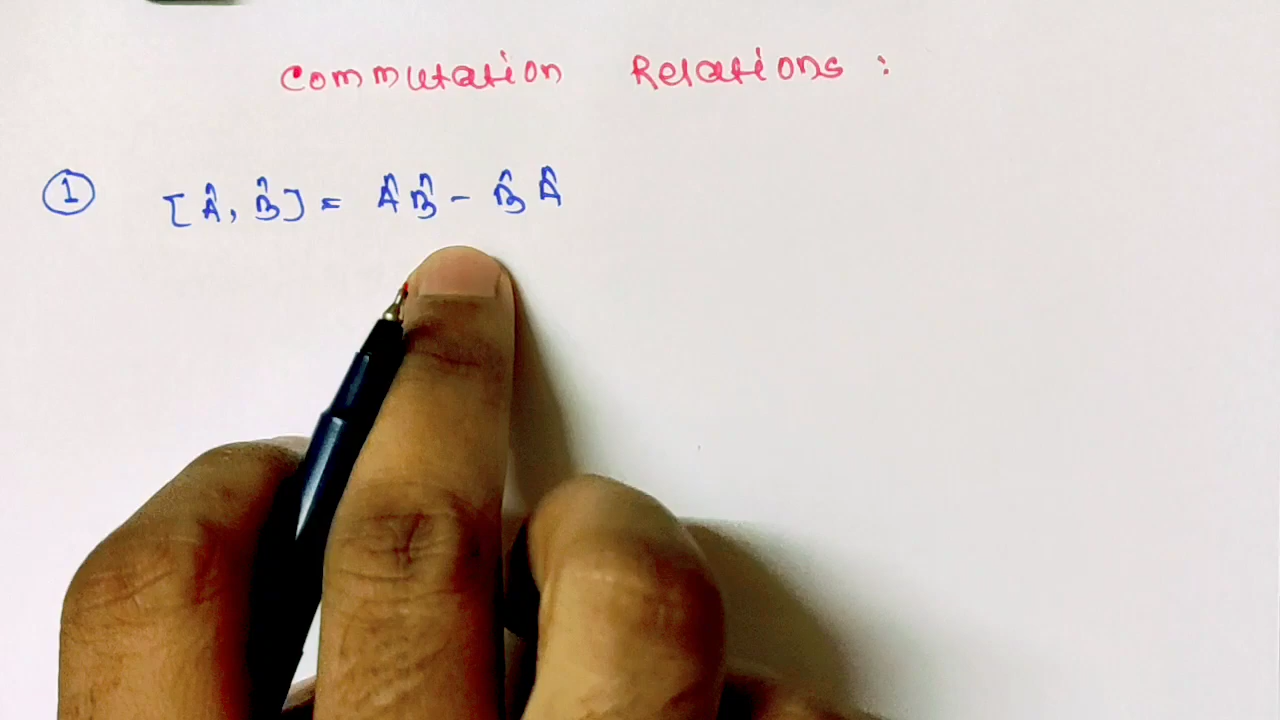 Commutation Relations :
① [Â, B̂] = ÂB̂ - B̂Â